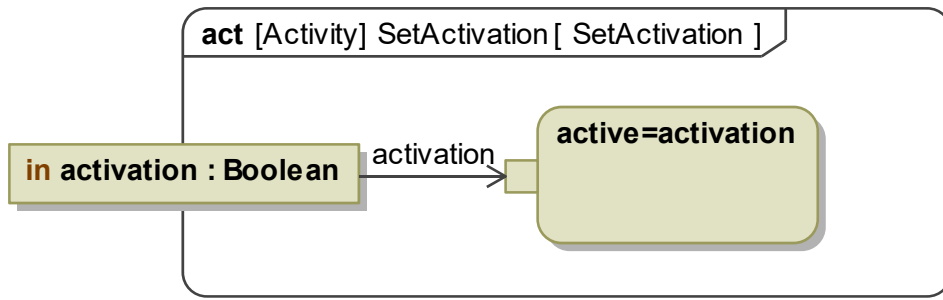 act [Activity] SetActivation [ SetActivation ]
in activation : Boolean
activation
active=activation